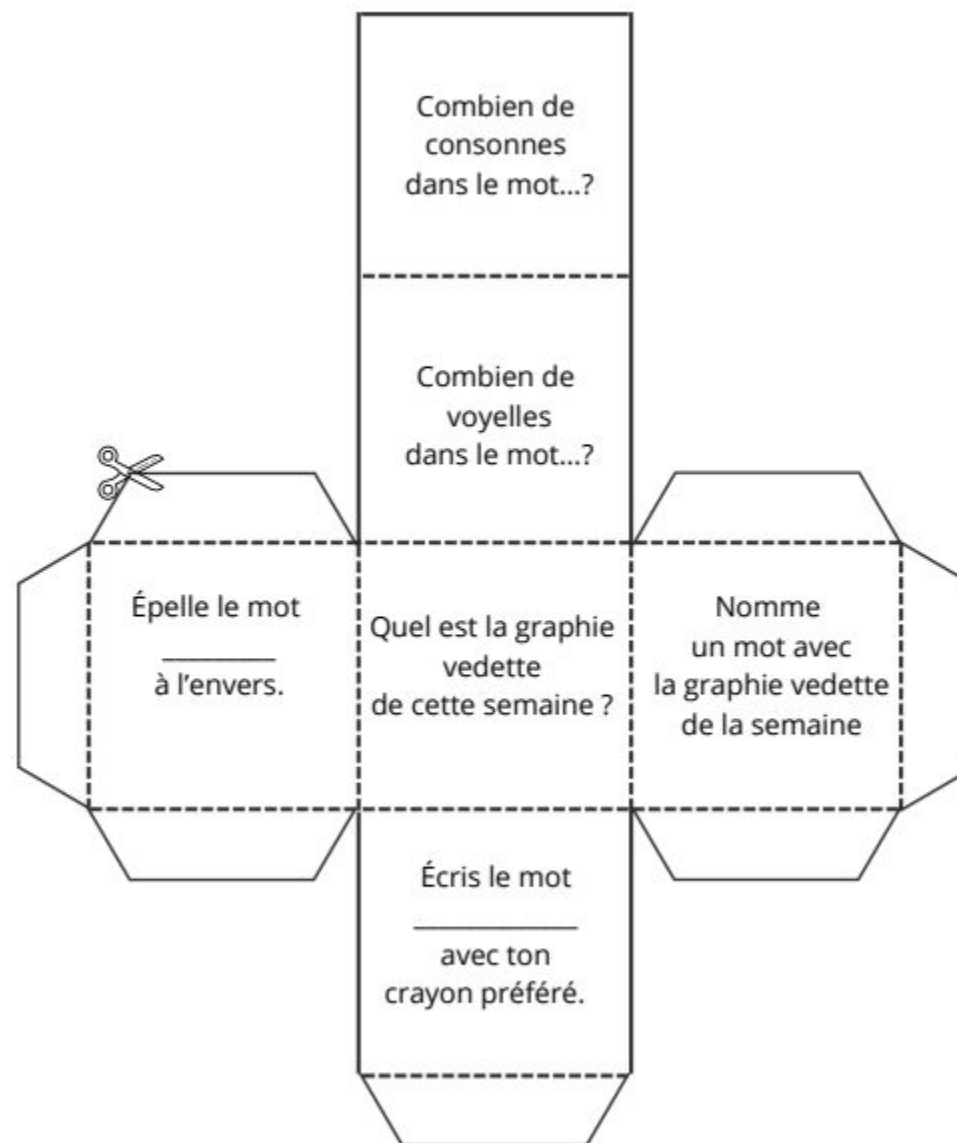 Combien de
consonnes
dans le mot...?
Combien de
voyelles
dans le mot...?
Épelle le mot
________
à l'envers.
Quel est la graphie
vedette
de cette semaine ?
Nomme
un mot avec
la graphie vedette
de la semaine
Écris le mot
____________
avec ton
crayon préféré.